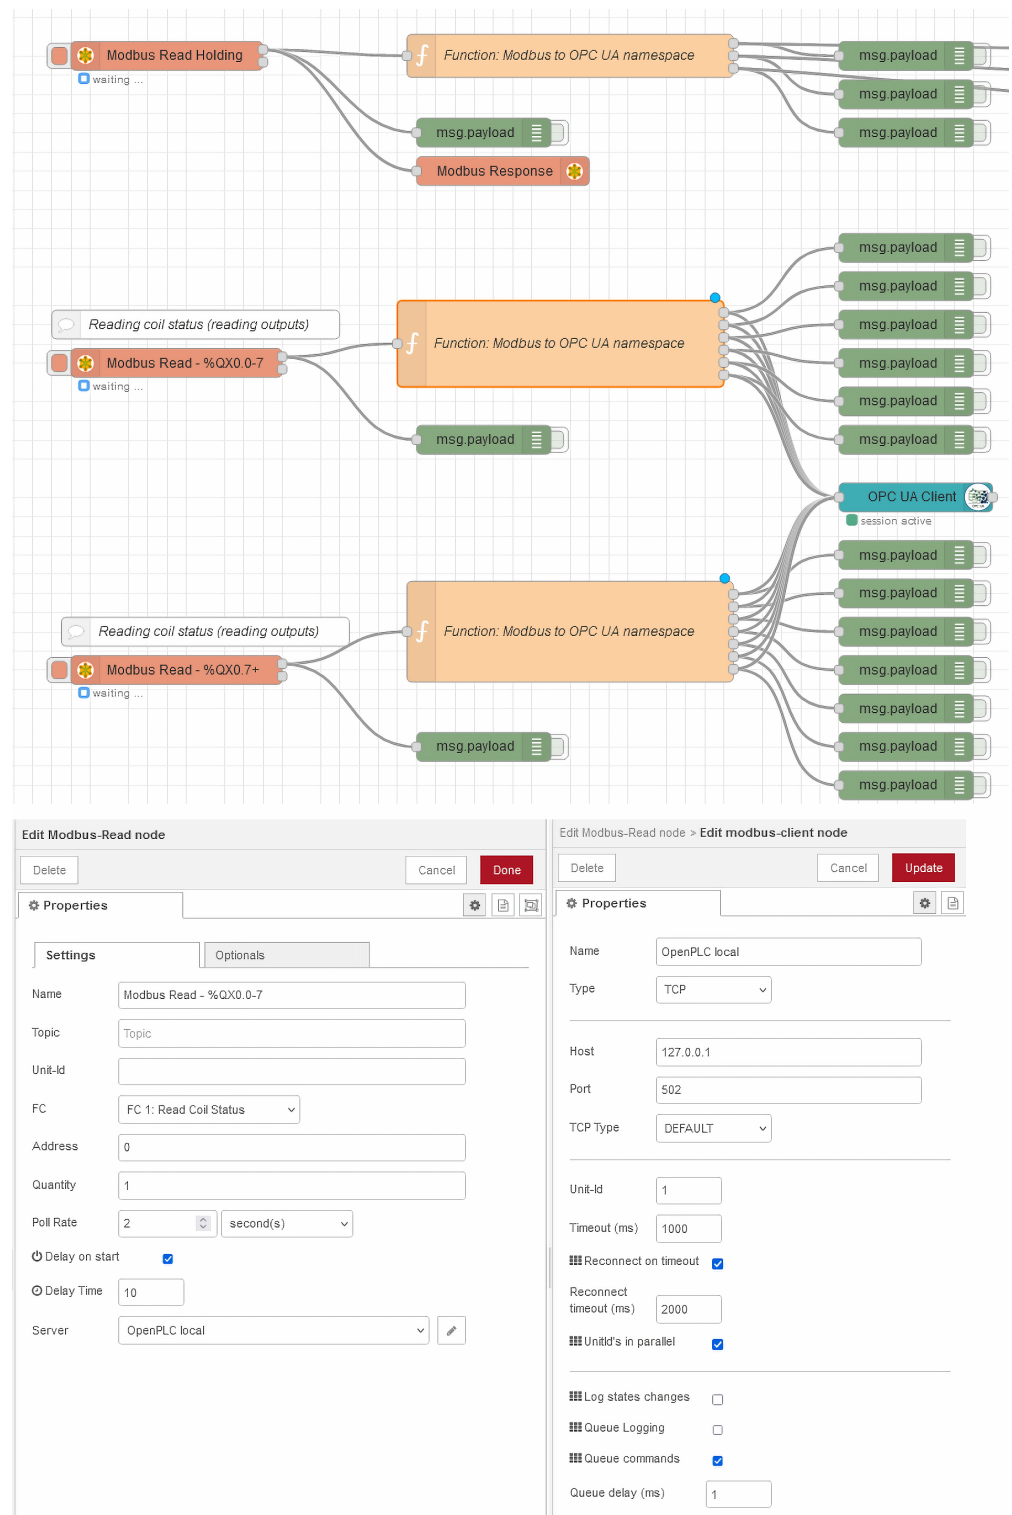 Modbus Read Holding
waiting ...
Function: Modbus to OPC UA namespace
msg.payload
msg.payload
msg.payload
msg.payload
Modbus Response
msg.payload
msg.payload
Reading coil status (reading outputs)
msg.payload
Function: Modbus to OPC UA namespace
Modbus Read - %QX0.0-7
waiting ...
msg.payload
msg.payload
msg.payload
msg.payload
OPC UA Client
session active
msg.payload
msg.payload
Reading coil status (reading outputs)
Function: Modbus to OPC UA namespace
msg.payload
Modbus Read - %QX0.7+
waiting ...
msg.payload
msg.payload
msg.payload
msg.payload
msg.payload
Edit Modbus-Read node
Delete
Cancel
Done
Properties
Settings
Optionals
Name
Modbus Read - %QX0.0-7
Topic
Topic
Unit-Id
FC
FC 1: Read Coil Status
Address
0
Quantity
1
Poll Rate
2
second(s)
Delay on start
Delay Time
10
Server
OpenPLC local
Edit Modbus-Read node > Edit modbus-client node
Delete
Cancel
Update
Properties
Name
OpenPLC local
Type
TCP
Host
127.0.0.1
Port
502
TCP Type
DEFAULT
Unit-Id
1
Timeout (ms)
1000
Reconnect on timeout
Reconnect
timeout (ms)
2000
UnitId's in parallel
Log states changes
Queue Logging
Queue commands
Queue delay (ms)
1